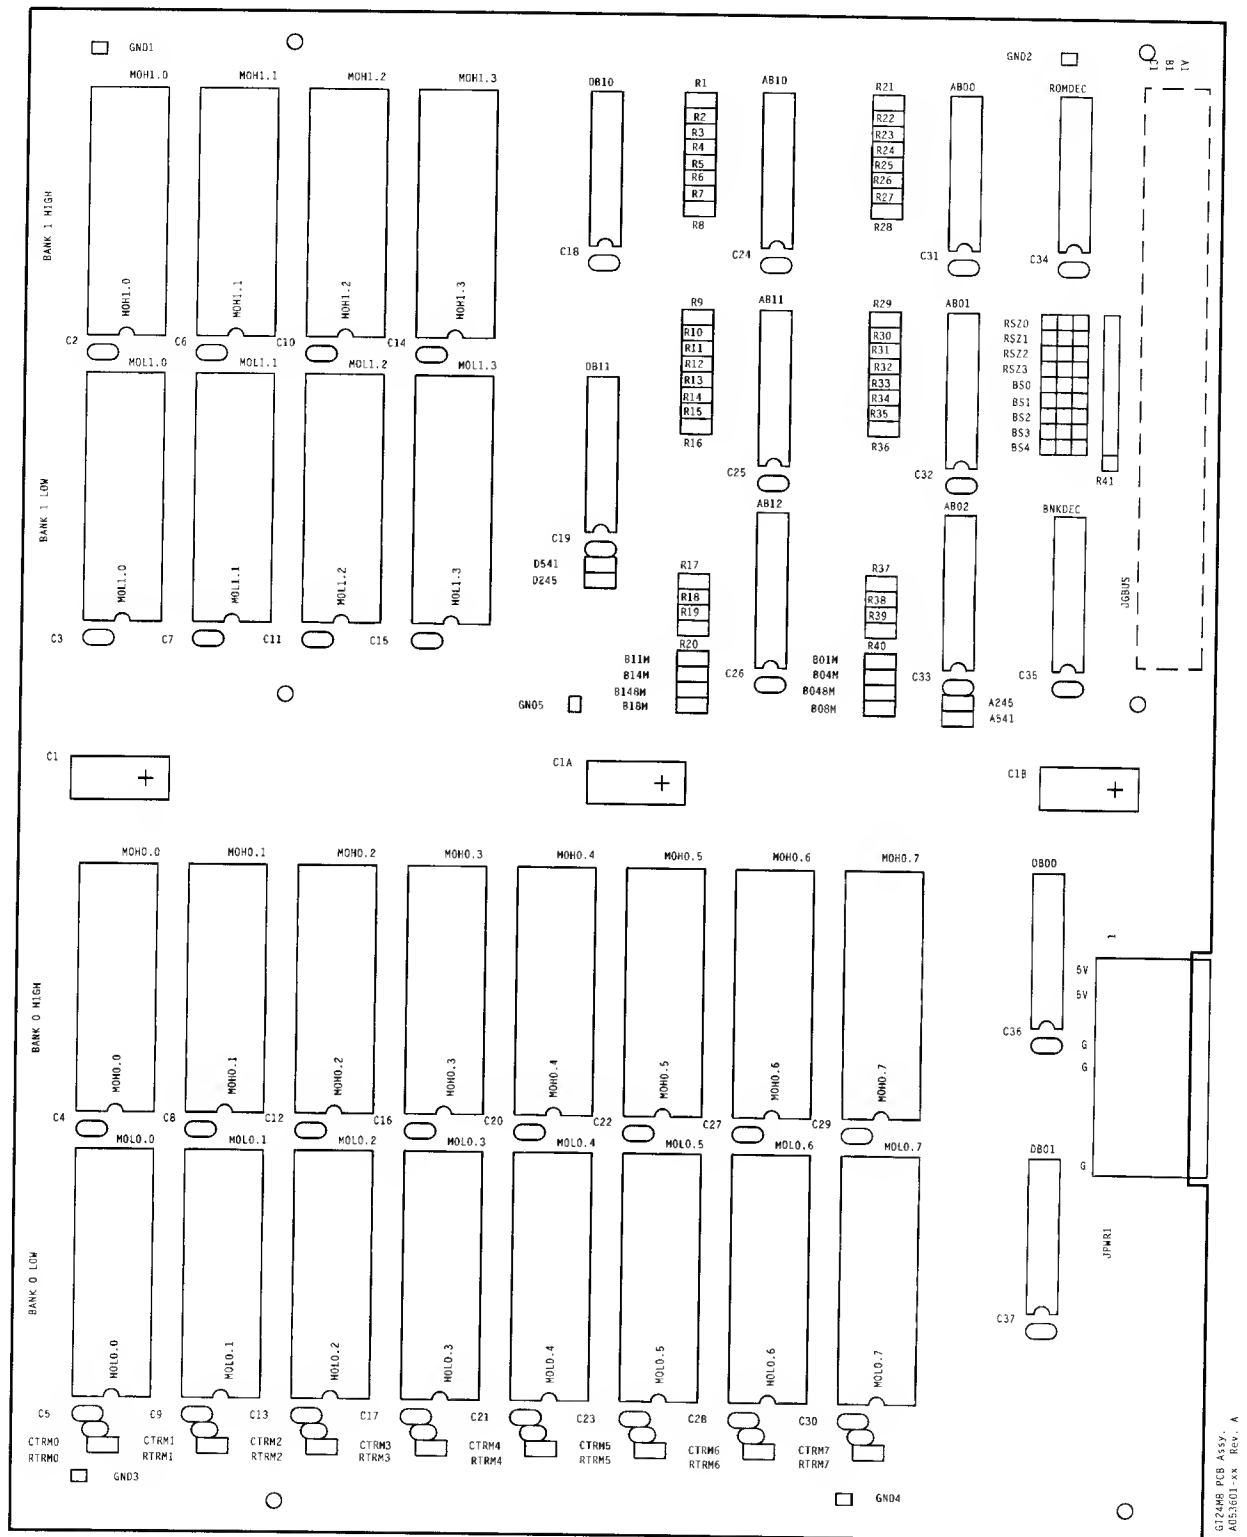 GND1
GND2
A1
B1
C1
MOH1.0
MOH1.1
MOH1.2
MOH1.3
DB10
R1
AB10
R21
AB00
ROMDEC
R2
R3
R4
R5
R6
R7
R8
R22
R23
R24
R25
R26
R27
R28
BANK 1 HIGH
MOH1.0
MOH1.1
MOH1.2
MOH1.3
C18
C24
C31
C34
C2
C6
C10
C14
MOL1.0
MOL1.1
MOL1.2
MOL1.3
DB11
R9
R10
R11
R12
R13
R14
R15
R16
AB11
R29
R30
R31
R32
R33
R34
R35
R36
AB01
RSZ0
RSZ1
RSZ2
RSZ3
BS0
BS1
BS2
BS3
BS4
R41
BANK 1 LOW
MOL1.0
MOL1.1
MOL1.2
MOL1.3
C25
C32
AB12
AB02
BNKDEC
C19
D541
D245
R17
R18
R19
R20
R37
R38
R39
R40
JGBUS
C3
C7
C11
C15
B11M
B14M
B148M
B18M
C26
B01M
B04M
B048M
B08M
C33
A245
A541
C35
GND5
C1
C1A
C1B
MOH0.0
MOH0.1
MOH0.2
MOH0.3
MOH0.4
MOH0.5
MOH0.6
MOH0.7
DB00
1
5V
5V
G
G
G
BANK 0 HIGH
MOH0.0
MOH0.1
MOH0.2
MOH0.3
MOH0.4
MOH0.5
MOH0.6
MOH0.7
C36
C4
C8
C12
C16
C20
C22
C27
C29
MOL0.0
MOL0.1
MOL0.2
MOL0.3
MOL0.4
MOL0.5
MOL0.6
MOL0.7
DB01
JPWR1
BANK 0 LOW
MOL0.0
MOL0.1
MOL0.2
MOL0.3
MOL0.4
MOL0.5
MOL0.6
MOL0.7
C37
C5
C9
C13
C17
C21
C23
C28
C30
CTRM0
RTRM0
CTRM1
RTRM1
CTRM2
RTRM2
CTRM3
RTRM3
CTRM4
RTRM4
CTRM5
RTRM5
CTRM6
RTRM6
CTRM7
RTRM7
GND3
GND4
GT24MB PCB Assy.
A053601-xx Rev. A